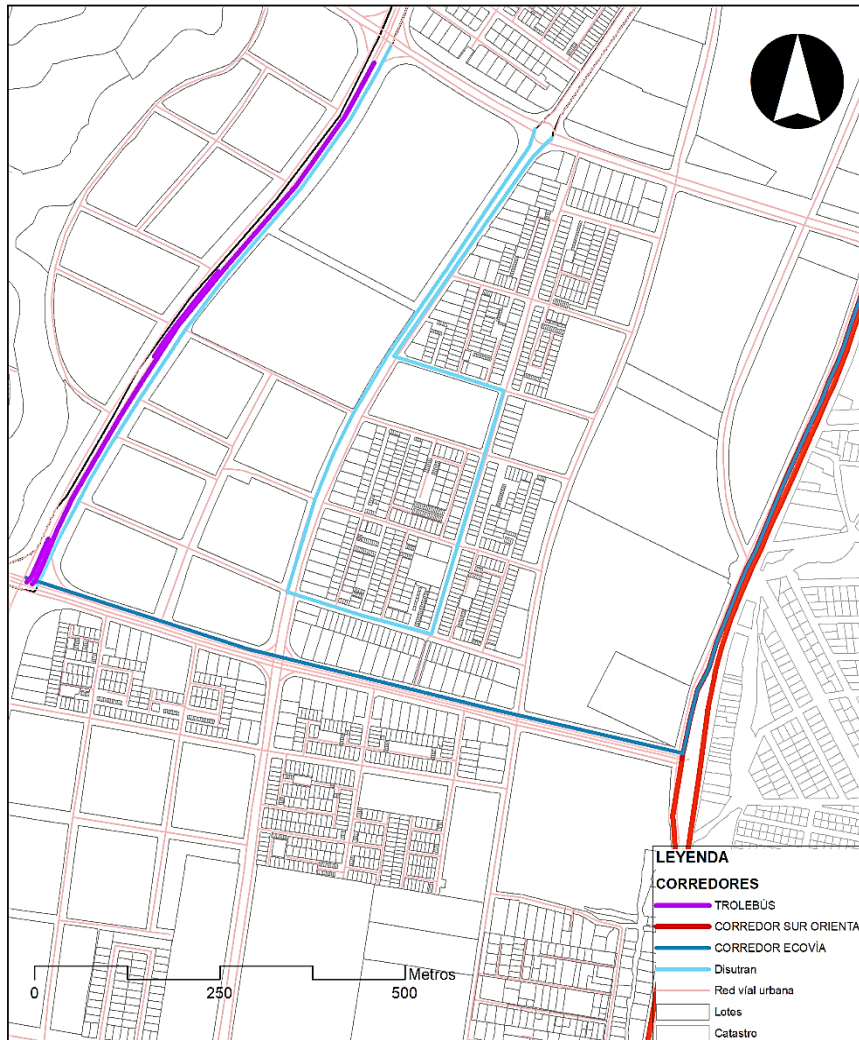 LEYENDA
CORREDORES
TROLEBÚS
CORREDOR SUR ORIENTA
CORREDOR ECOVÍA
Disutran
Red víal urbana
Lotes
Catastro
Metros
0 250 500